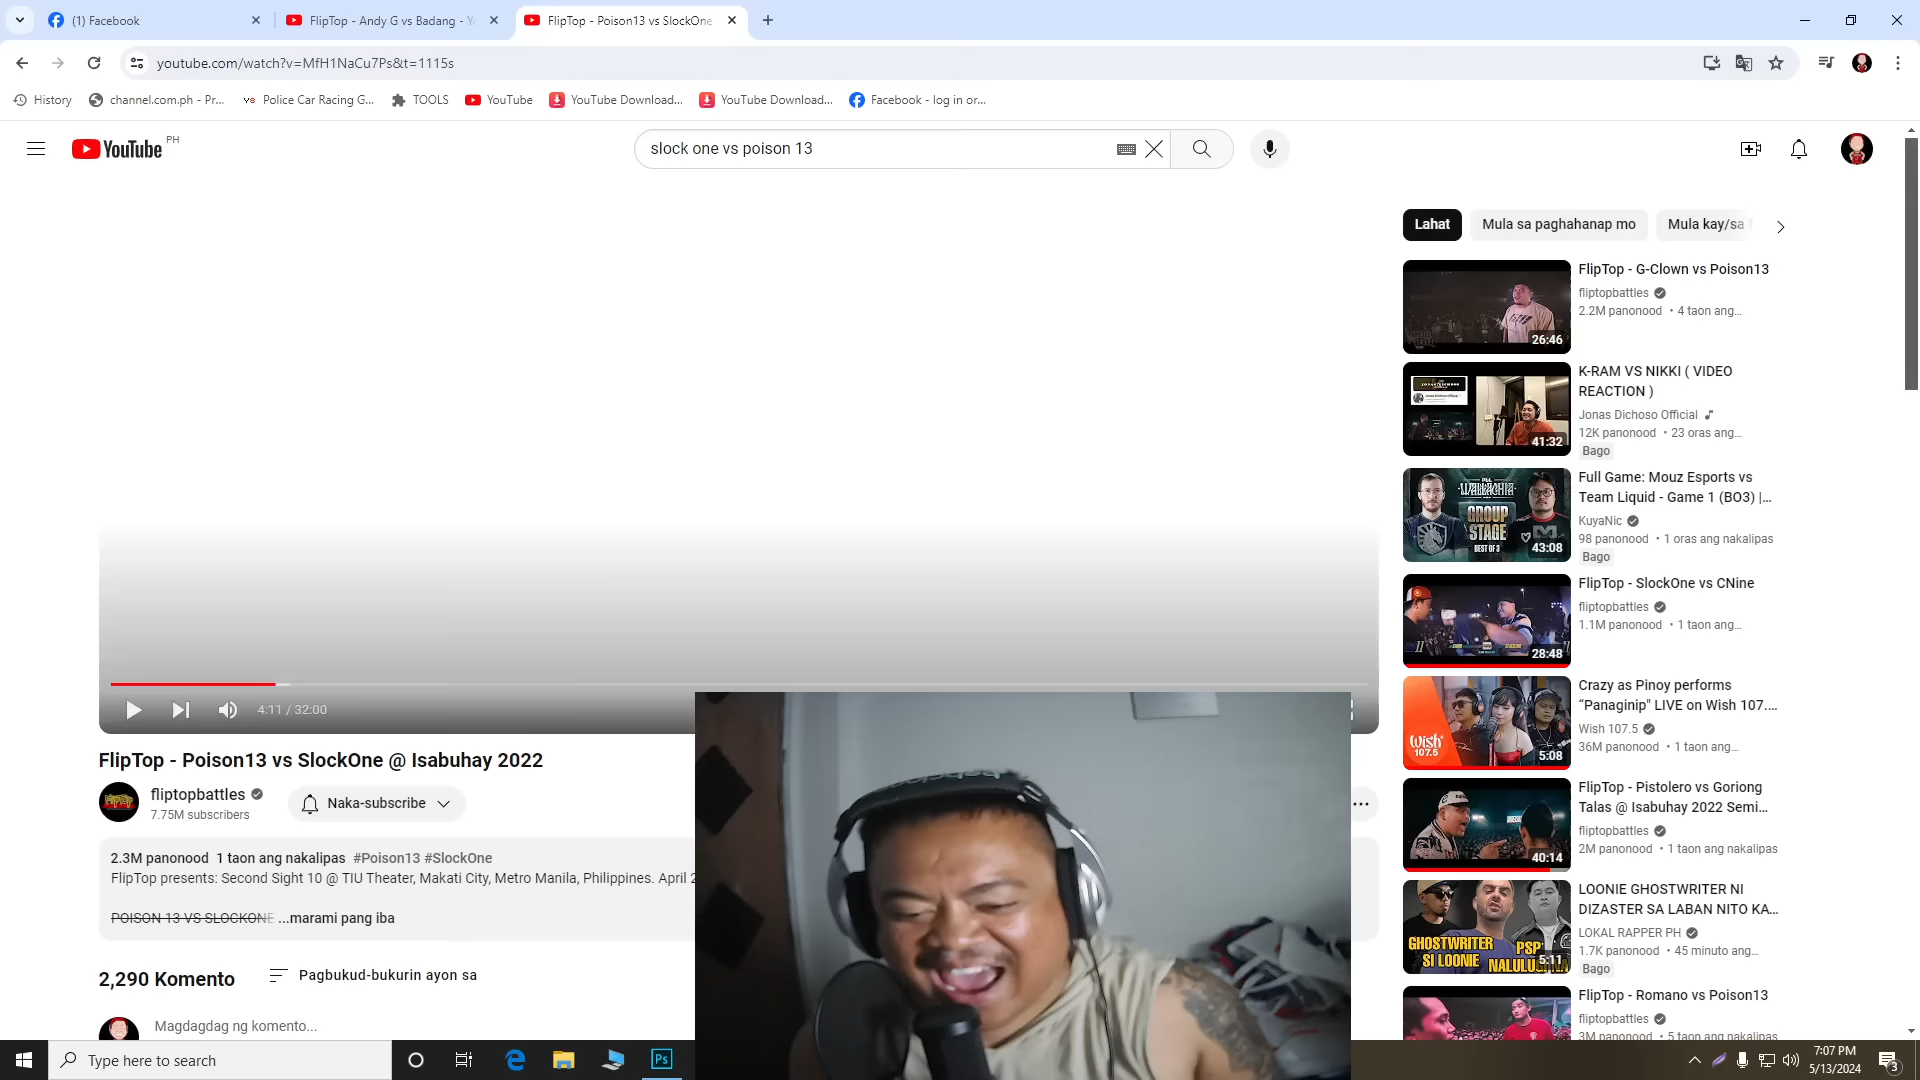 (1) Facebook
FlipTop - Andy G vs Badang - Yo
FlipTop - Poison13 vs SlockOne
youtube.com/watch?v=MfH1NaCu7Ps&t=1115s
History
channel.com.ph - Pr...
Police Car Racing G...
TOOLS
YouTube
YouTube Download...
YouTube Download...
Facebook - log in or...
YouTube PH
slock one vs poison 13
Lahat
Mula sa paghahanap mo
Mula kay/sa
FlipTop - G-Clown vs Poison13
fliptopbattles
2.2M panonood • 4 taon ang...
26:46
K-RAM VS NIKKI ( VIDEO
REACTION )
Jonas Dichoso Official
12K panonood • 23 oras ang...
Bago
41:32
Full Game: Mouz Esports vs
Team Liquid - Game 1 (BO3) |...
KuyaNic
98 panonood • 1 oras ang nakalipas
Bago
WALLACHIA
GROUP
STAGE
BEST OF 3
43:08
FlipTop - SlockOne vs CNine
fliptopbattles
1.1M panonood • 1 taon ang...
28:48
Crazy as Pinoy performs
“Panaginip" LIVE on Wish 107....
Wish 107.5
36M panonood • 1 taon ang...
wish
107.5
5:08
FlipTop - Pistolero vs Goriong
Talas @ Isabuhay 2022 Semi...
fliptopbattles
2M panonood • 1 taon ang nakalipas
40:14
LOONIE GHOSTWRITER NI
DIZASTER SA LABAN NITO KA...
LOKAL RAPPER PH
1.7K panonood • 45 minuto ang...
Bago
GHOSTWRITER
SI LOONIE
PSP
5:11
FlipTop - Romano vs Poison13
fliptopbattles
3M panonood • 5 taon ang nakalipas
4:11 / 32:00
FlipTop - Poison13 vs SlockOne @ Isabuhay 2022
fliptopbattles
7.75M subscribers
Naka-subscribe
2.3M panonood 1 taon ang nakalipas #Poison13 #SlockOne
FlipTop presents: Second Sight 10 @ TIU Theater, Makati City, Metro Manila, Philippines. April 2
POISON 13 VS SLOCKONE ...marami pang iba
2,290 Komento
Pagbukud-bukurin ayon sa
Magdagdag ng komento...
Type here to search
Ps
7:07 PM
5/13/2024
3